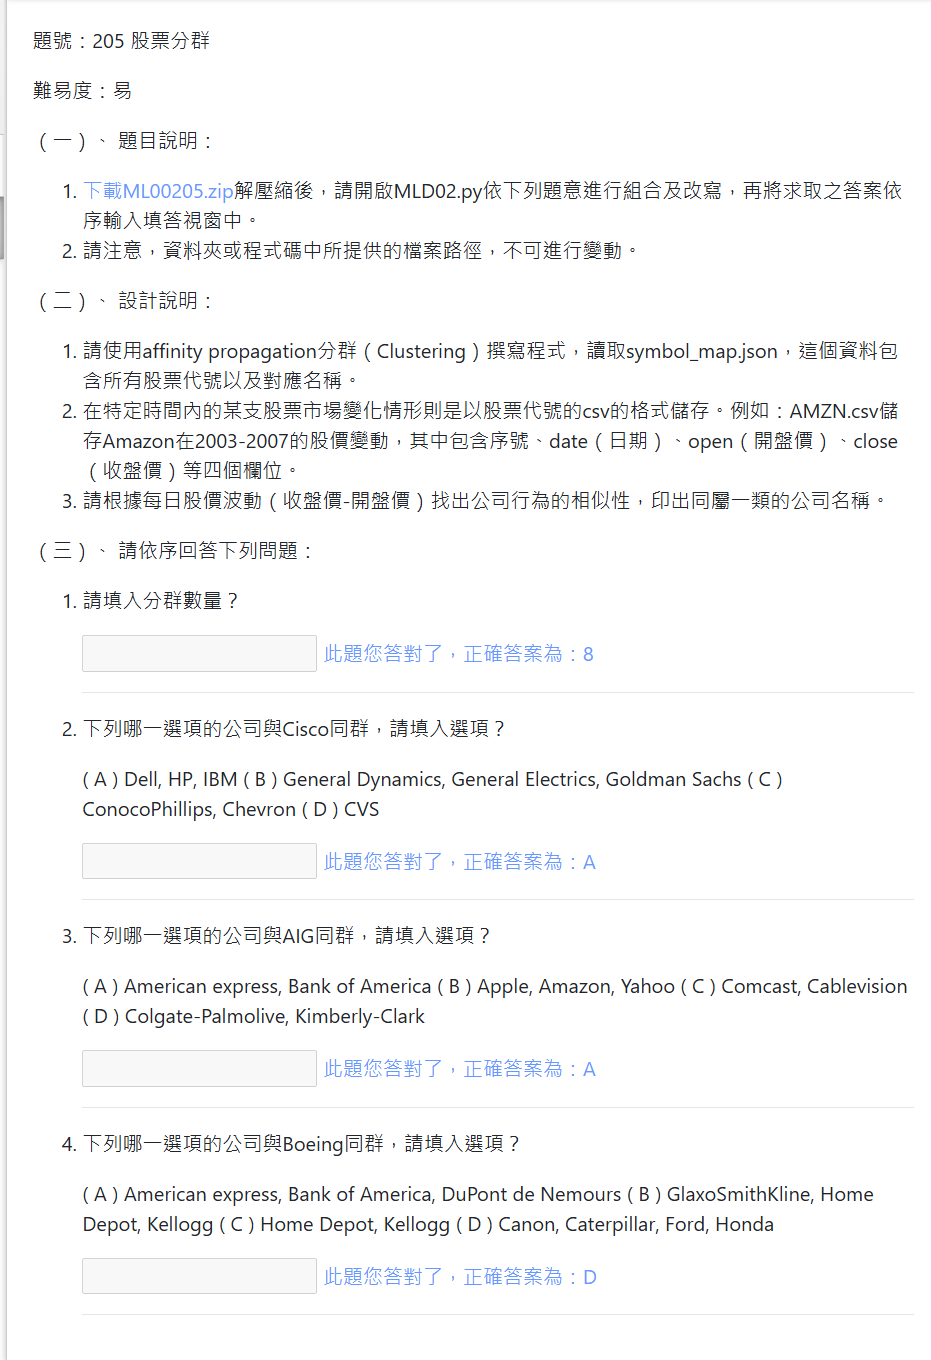 題號：205 股票分群
難易度：易
（一）、 題目說明：
1. 下載ML00205.zip解壓縮後，請開啟MLD02.py依下列題意進行組合及改寫，再將求取之答案依
序輸入填答視窗中。
2. 請注意，資料夾或程式碼中所提供的檔案路徑，不可進行變動。
（二）、 設計說明：
1. 請使用affinity propagation分群（Clustering）撰寫程式，讀取symbol_map.json，這個資料包
含所有股票代號以及對應名稱。
2. 在特定時間內的某支股票市場變化情形則是以股票代號的csv的格式儲存。例如：AMZN.csv儲
存Amazon在2003-2007的股價變動，其中包含序號、date（日期）、open（開盤價）、close
（收盤價）等四個欄位。
3. 請根據每日股價波動（收盤價-開盤價）找出公司行為的相似性，印出同屬一類的公司名稱。
（三）、 請依序回答下列問題：
1. 請填入分群數量？
此題您答對了，正確答案為：8
2. 下列哪一選項的公司與Cisco同群，請填入選項？
( A ) Dell, HP, IBM ( B ) General Dynamics, General Electrics, Goldman Sachs ( C )
ConocoPhillips, Chevron ( D ) CVS
此題您答對了，正確答案為：A
3. 下列哪一選項的公司與AIG同群，請填入選項？
( A ) American express, Bank of America ( B ) Apple, Amazon, Yahoo ( C ) Comcast, Cablevision
( D ) Colgate-Palmolive, Kimberly-Clark
此題您答對了，正確答案為：A
4. 下列哪一選項的公司與Boeing同群，請填入選項？
( A ) American express, Bank of America, DuPont de Nemours ( B ) GlaxoSmithKline, Home
Depot, Kellogg ( C ) Home Depot, Kellogg ( D ) Canon, Caterpillar, Ford, Honda
此題您答對了，正確答案為：D